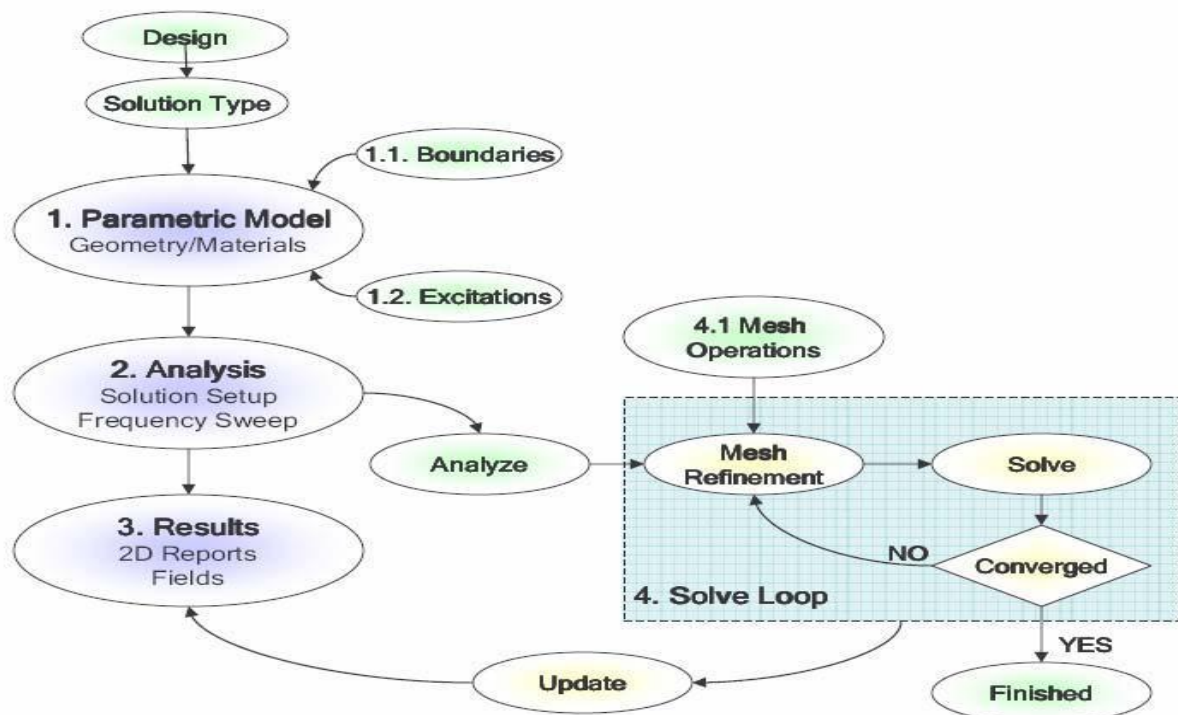 Design
Solution Type
1.1. Boundaries
1. Parametric Model
Geometry/Materials
1.2. Excitations
4.1 Mesh
Operations
2. Analysis
Solution Setup
Frequency Sweep
Analyze
Mesh
Refinement
Solve
3. Results
2D Reports
Fields
NO
Converged
4. Solve Loop
YES
Update
Finished